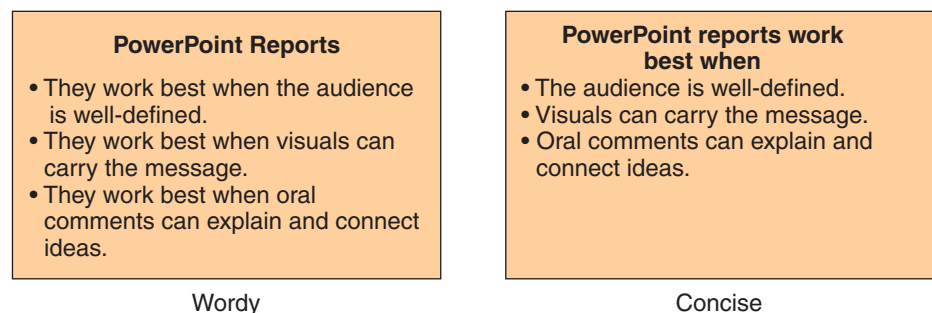 PowerPoint Reports
• They work best when the audience
is well-defined.
• They work best when visuals can
carry the message.
• They work best when oral
comments can explain and connect
ideas.
Wordy
PowerPoint reports work
best when
• The audience is well-defined.
• Visuals can carry the message.
• Oral comments can explain and
connect ideas.
Concise